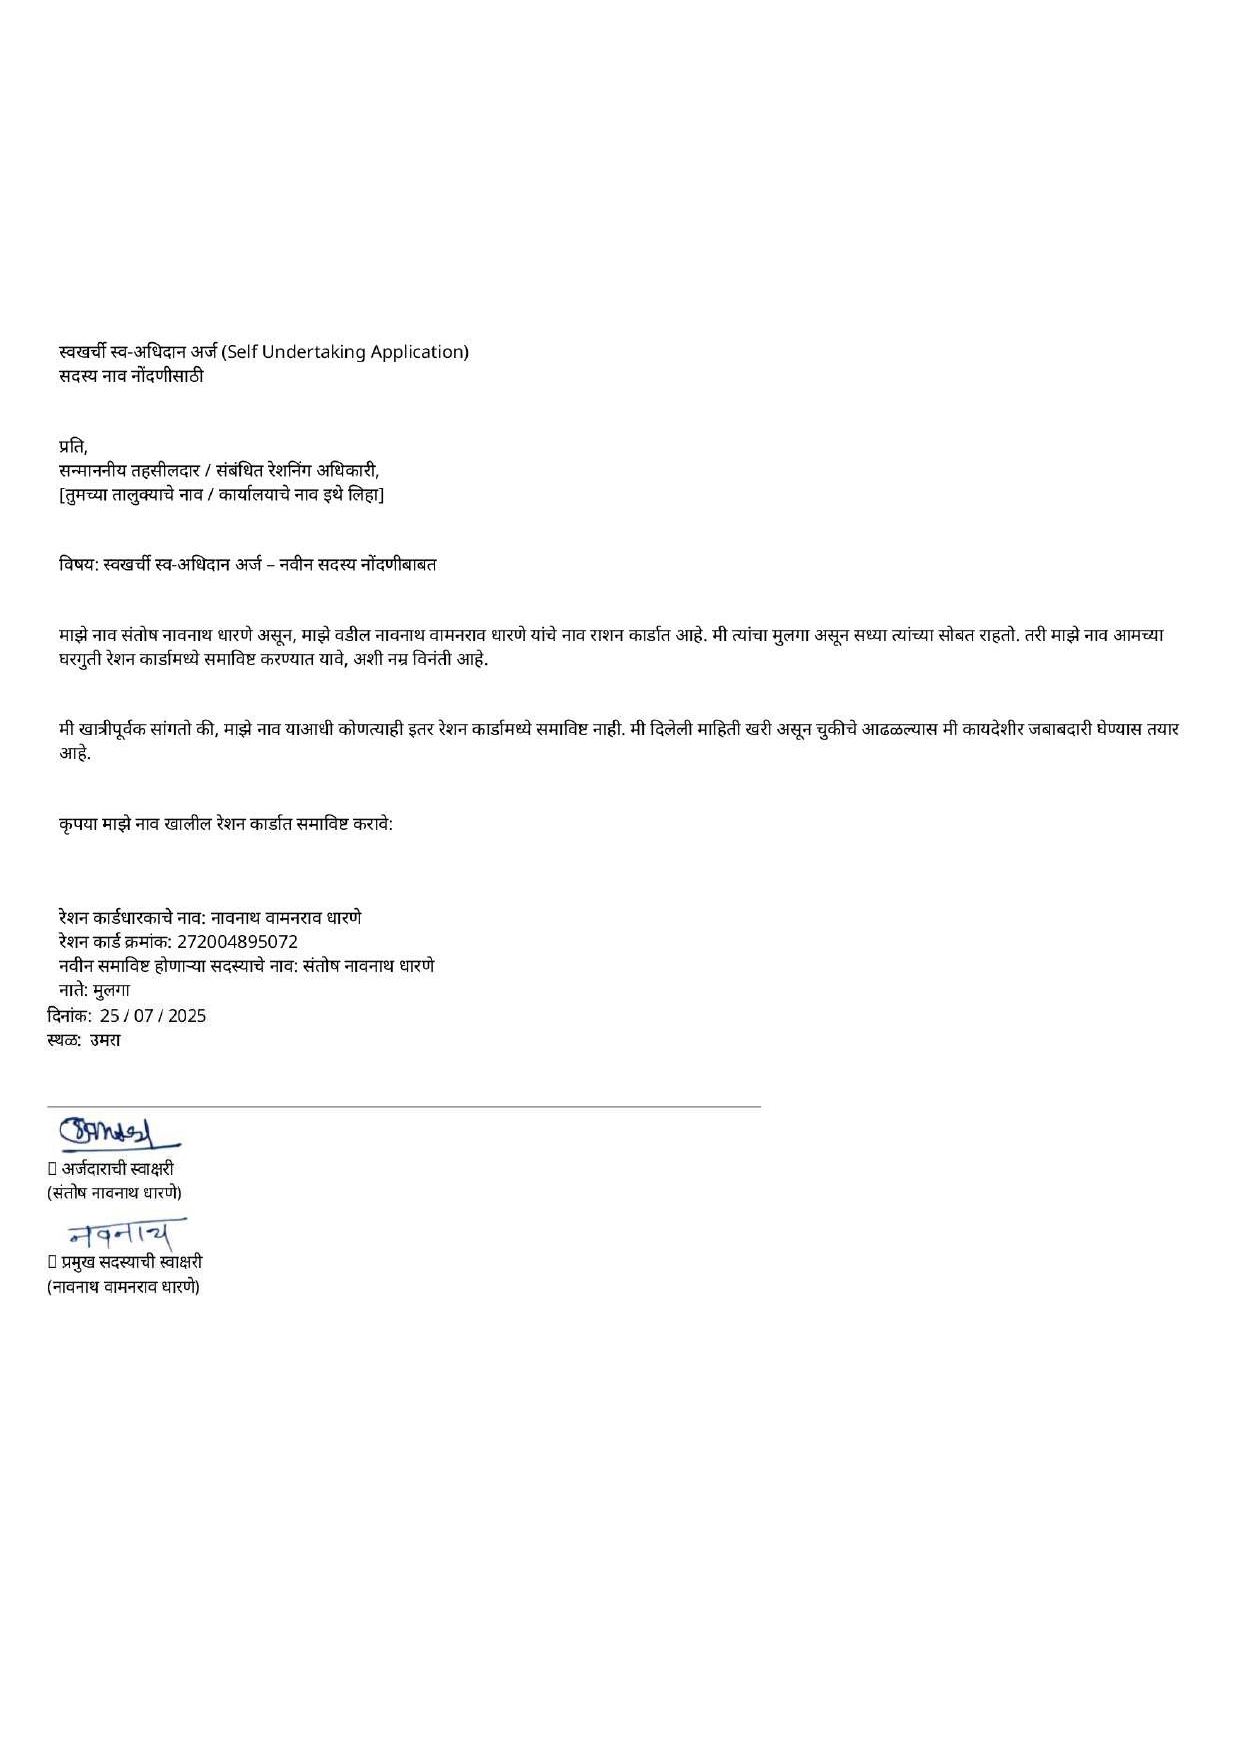 स्वखर्ची स्व-अधिदान अर्ज (Self Undertaking Application)
सदस्य नाव नोंदणीसाठी
प्रति,
सन्माननीय तहसीलदार / संबंधित रेशनिंग अधिकारी,
[तुमच्या तालुक्याचे नाव / कार्यालयाचे नाव इथे लिहा]
विषय: स्वखर्ची स्व-अधिदान अर्ज – नवीन सदस्य नोंदणीबाबत
माझे नाव संतोष नावनाथ धारणे असून, माझे वडील नावनाथ वामनराव धारणे यांचे नाव राशन कार्डात आहे. मी त्यांचा मुलगा असून सध्या त्यांच्या सोबत राहतो. तरी माझे नाव आमच्या
घरगुती रेशन कार्डामध्ये समाविष्ट करण्यात यावे, अशी नम्र विनंती आहे.
मी खात्रीपूर्वक सांगतो की, माझे नाव याआधी कोणत्याही इतर रेशन कार्डामध्ये समाविष्ट नाही. मी दिलेली माहिती खरी असून चुकीचे आढळल्यास मी कायदेशीर जबाबदारी घेण्यास तयार
आहे.
कृपया माझे नाव खालील रेशन कार्डात समाविष्ट करावे:
रेशन कार्डधारकाचे नाव: नावनाथ वामनराव धारणे
रेशन कार्ड क्रमांक: 272004895072
नवीन समाविष्ट होणाऱ्या सदस्याचे नाव: संतोष नावनाथ धारणे
नाते: मुलगा
दिनांक: 25 / 07 / 2025
स्थळ: उमरा
अर्जदाराची स्वाक्षरी
(संतोष नावनाथ धारणे)
नवनाथ
प्रमुख सदस्याची स्वाक्षरी
(नावनाथ वामनराव धारणे)